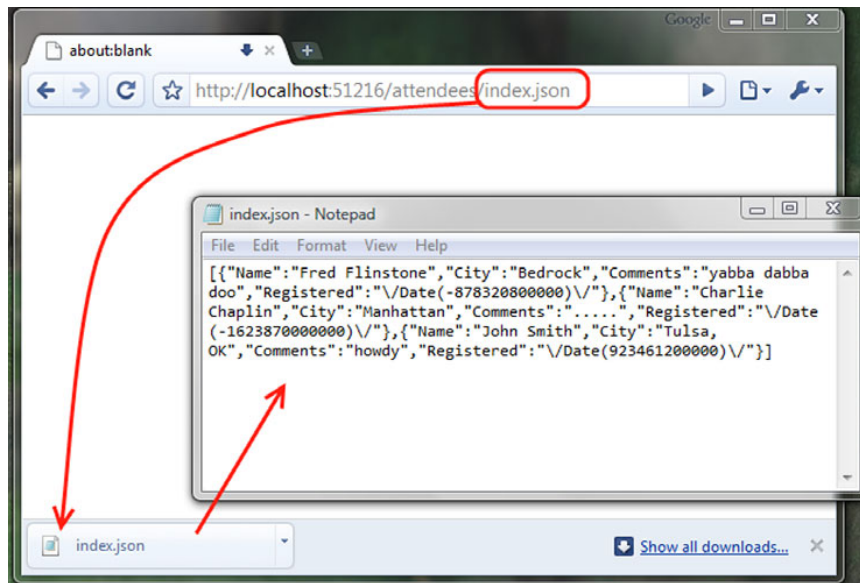 Google
about:blank
http://localhost:51216/attendees/index.json
index.json - Notepad
File Edit Format View Help
[{"Name":"Fred Flinstone","City":"Bedrock","Comments":"yabba dabba
doo","Registered":"\/Date(-878320800000)\/"},{"Name":"Charlie
Chaplin","City":"Manhattan","Comments":".....","Registered":"\/Date
(-1623870000000)\/"},{"Name":"John Smith","City":"Tulsa,
OK","Comments":"howdy","Registered":"\/Date(923461200000)\/"}]
index.json
Show all downloads...